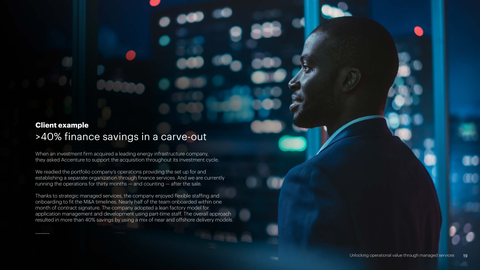 Client example
>40% finance savings in a carve-out
When an investment firm acquired a leading energy infrastructure company,
they asked Accenture to support the acquisition throughout its investment cycle.
We readied the portfolio company's operations providing the set up for and
establishing a separate organization through finance services. And we are currently
running the operations for thirty months — and counting — after the sale.
Thanks to strategic managed services, the company enjoyed flexible staffing and
onboarding to fit the M&A timelines. Nearly half of the team onboarded within one
month of contract signature. The company adopted a lean factory model for
application management and development using part-time staff. The overall approach
resulted in more than 40% savings by using a mix of near and offshore delivery models.
Unlocking operational value through managed services
19